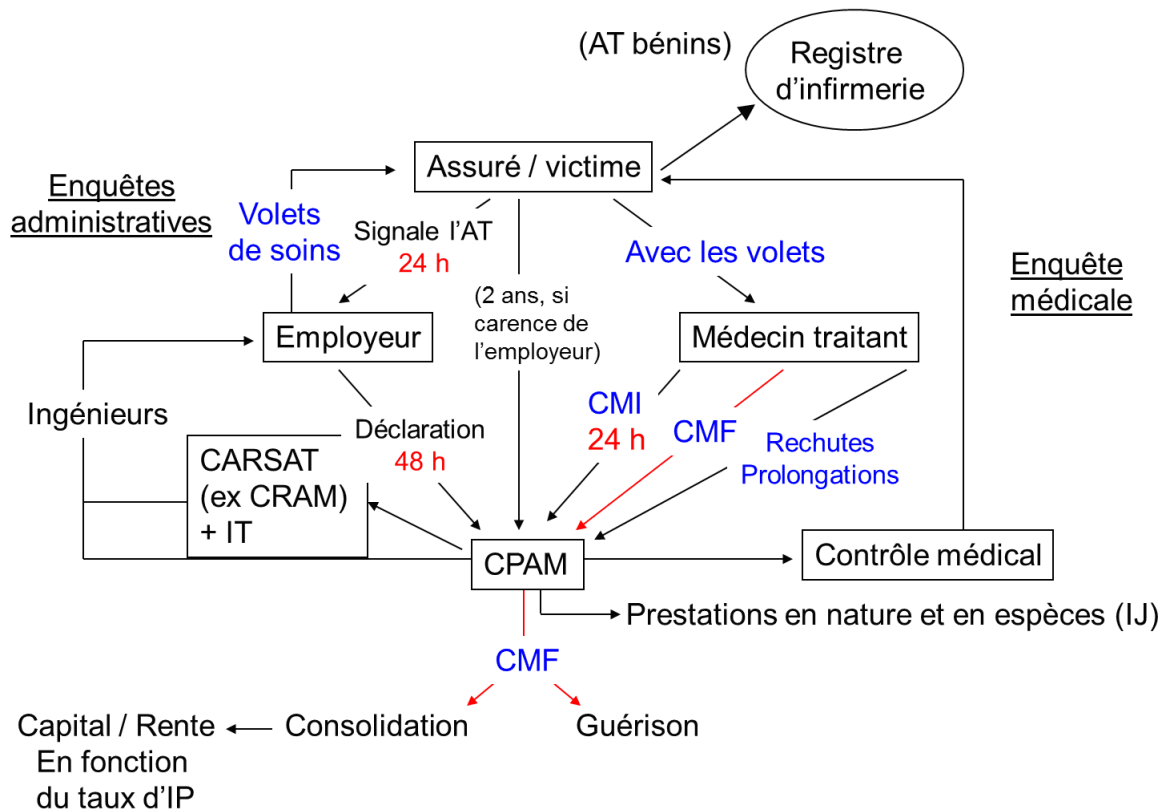 (AT bénins)
Registre
d’infirmerie
Assuré / victime
Enquêtes
administratives
Volets
de soins
Signale l’AT
24 h
Avec les volets
Enquête
médicale
(2 ans, si
carence de
l’employeur)
Employeur
Médecin traitant
Ingénieurs
Déclaration
48 h
CMI
24 h
CMF
Rechutes
Prolongations
CARSAT
(ex CRAM)
+ IT
CPAM
Contrôle médical
Prestations en nature et en espèces (IJ)
CMF
Capital / Rente
En fonction
du taux d’IP
Consolidation
Guérison